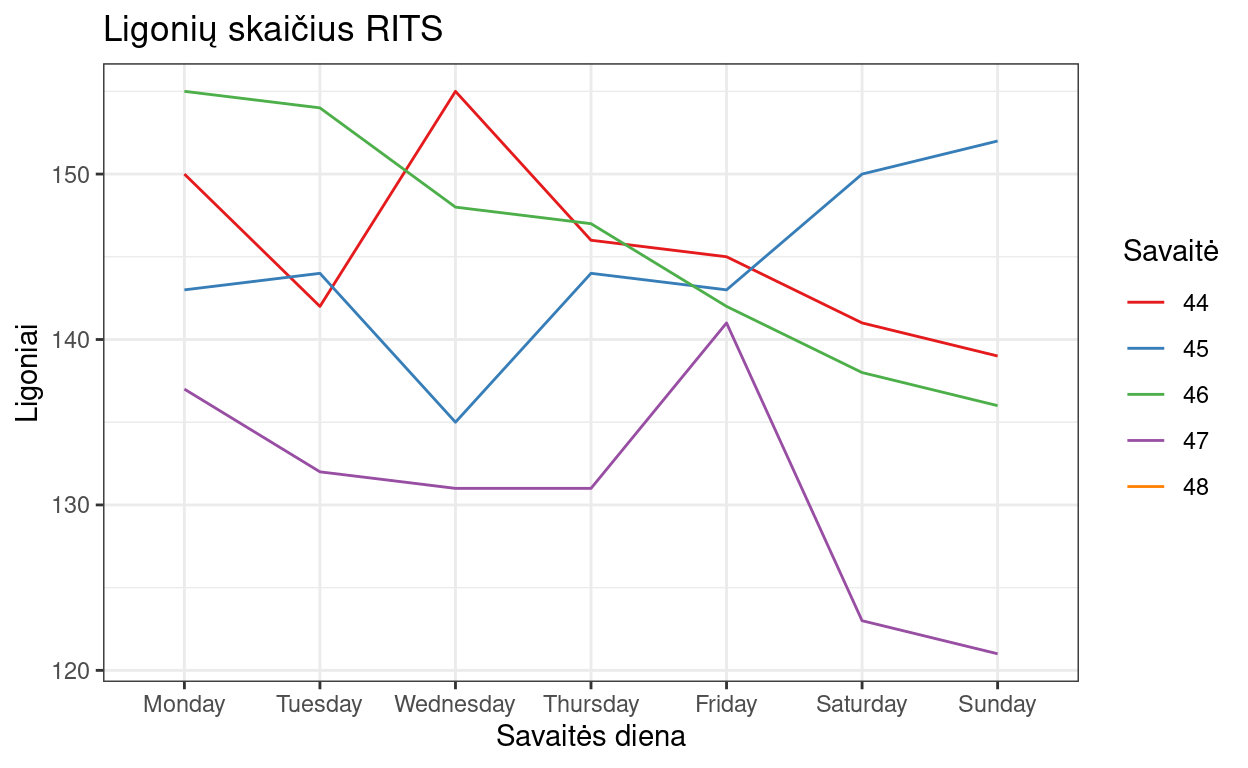 Ligonių skaičius RITS
Ligoniai
150
140
130
120
Monday Tuesday Wednesday Thursday Friday Saturday Sunday
Savaitės diena
Savaitė
44
45
46
47
48